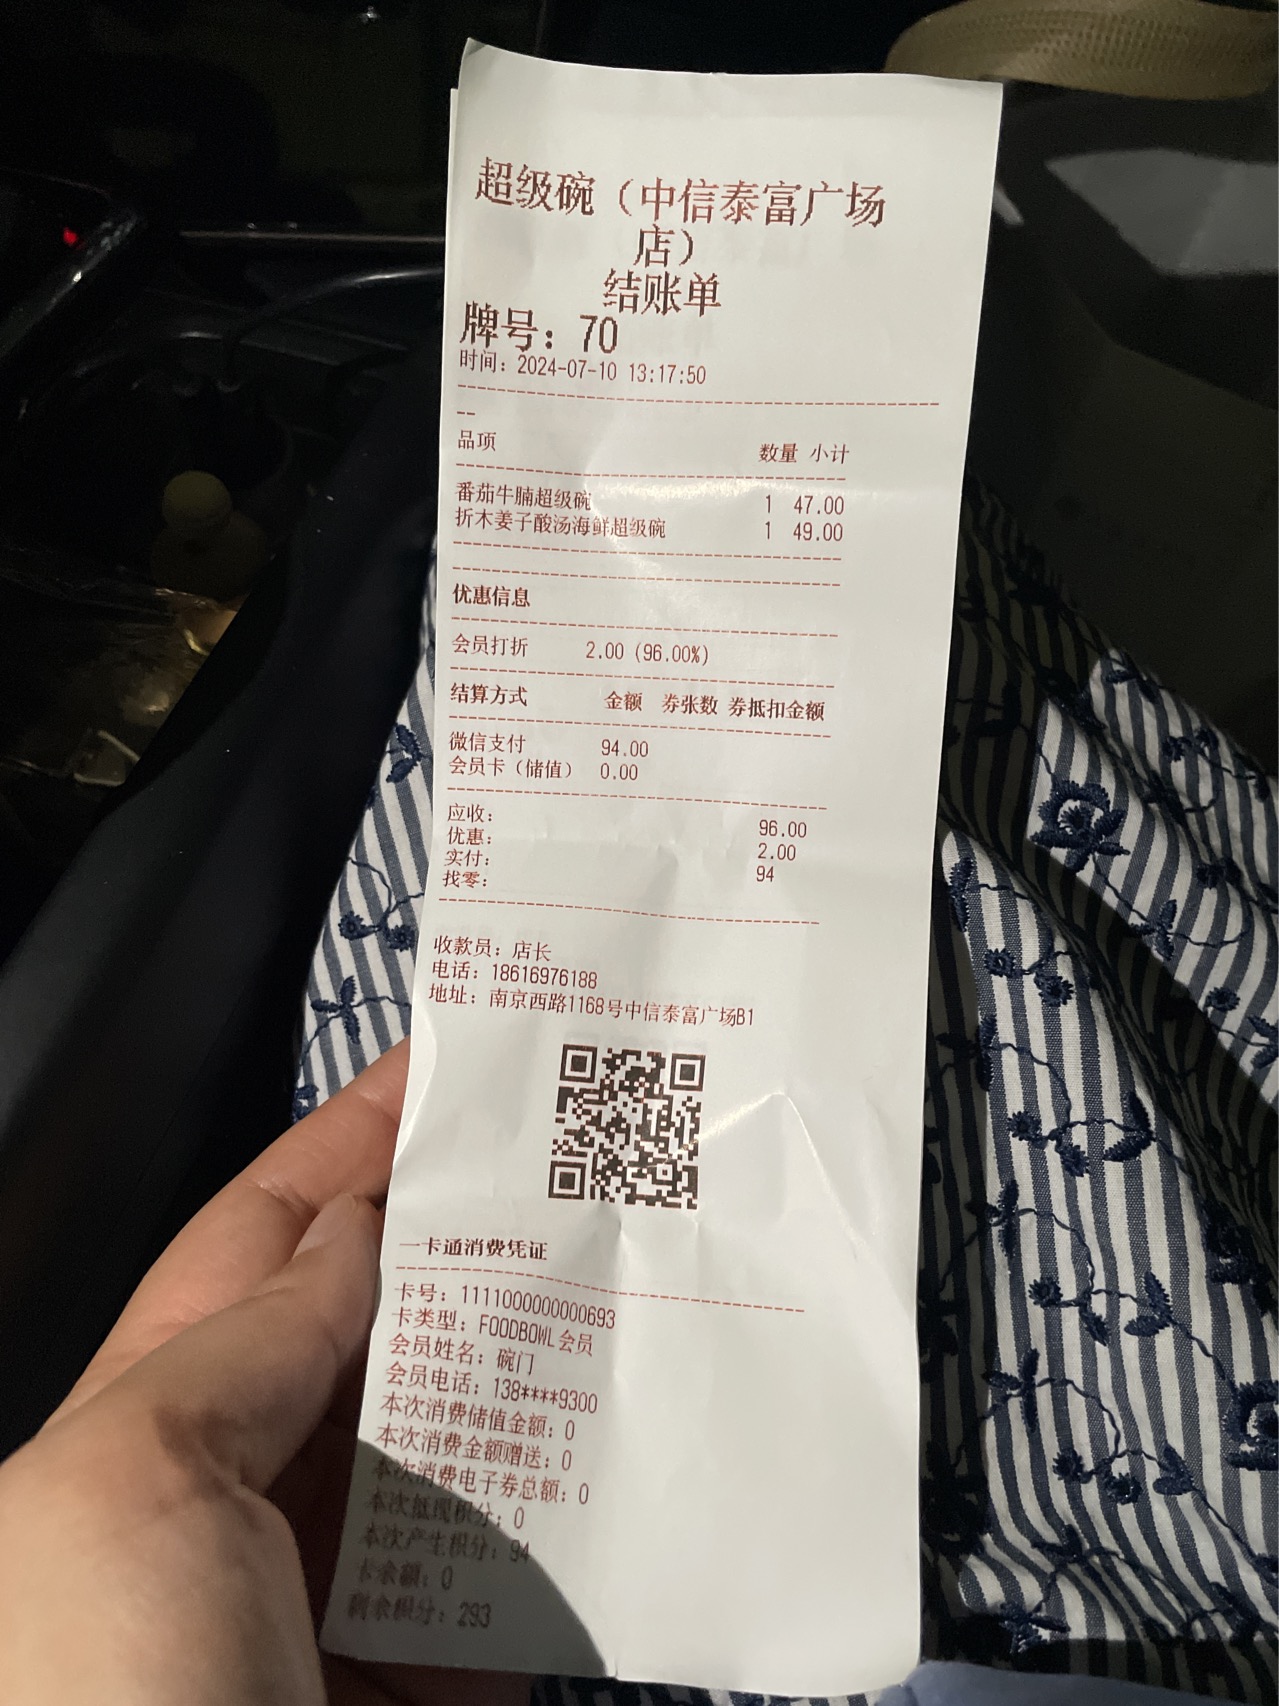 超级碗（中信泰富广场
店）
结账单
牌号：70
时间：2024-07-10 13:17:50
品项 数量 小计
番茄牛腩超级碗 1 47.00
折木姜子酸汤海鲜超级碗 1 49.00
优惠信息
会员打折 2.00 (96.00%)
结算方式 金额 券张数 券抵扣金额
微信支付 94.00
会员卡（储值） 0.00
应收： 96.00
优惠： 2.00
实付： 94
找零：
收款员：店长
电话：18616976188
地址：南京西路1168号中信泰富广场B1
一卡通消费凭证
卡号：1111000000000693
卡类型：FOODBOWL会员
会员姓名：碗门
会员电话：138****9300
本次消费储值金额：0
本次消费金额赠送：0
本次消费电子券总额：0
本次抵现积分：0
本次产生积分：94
卡余额：0
剩余积分：293